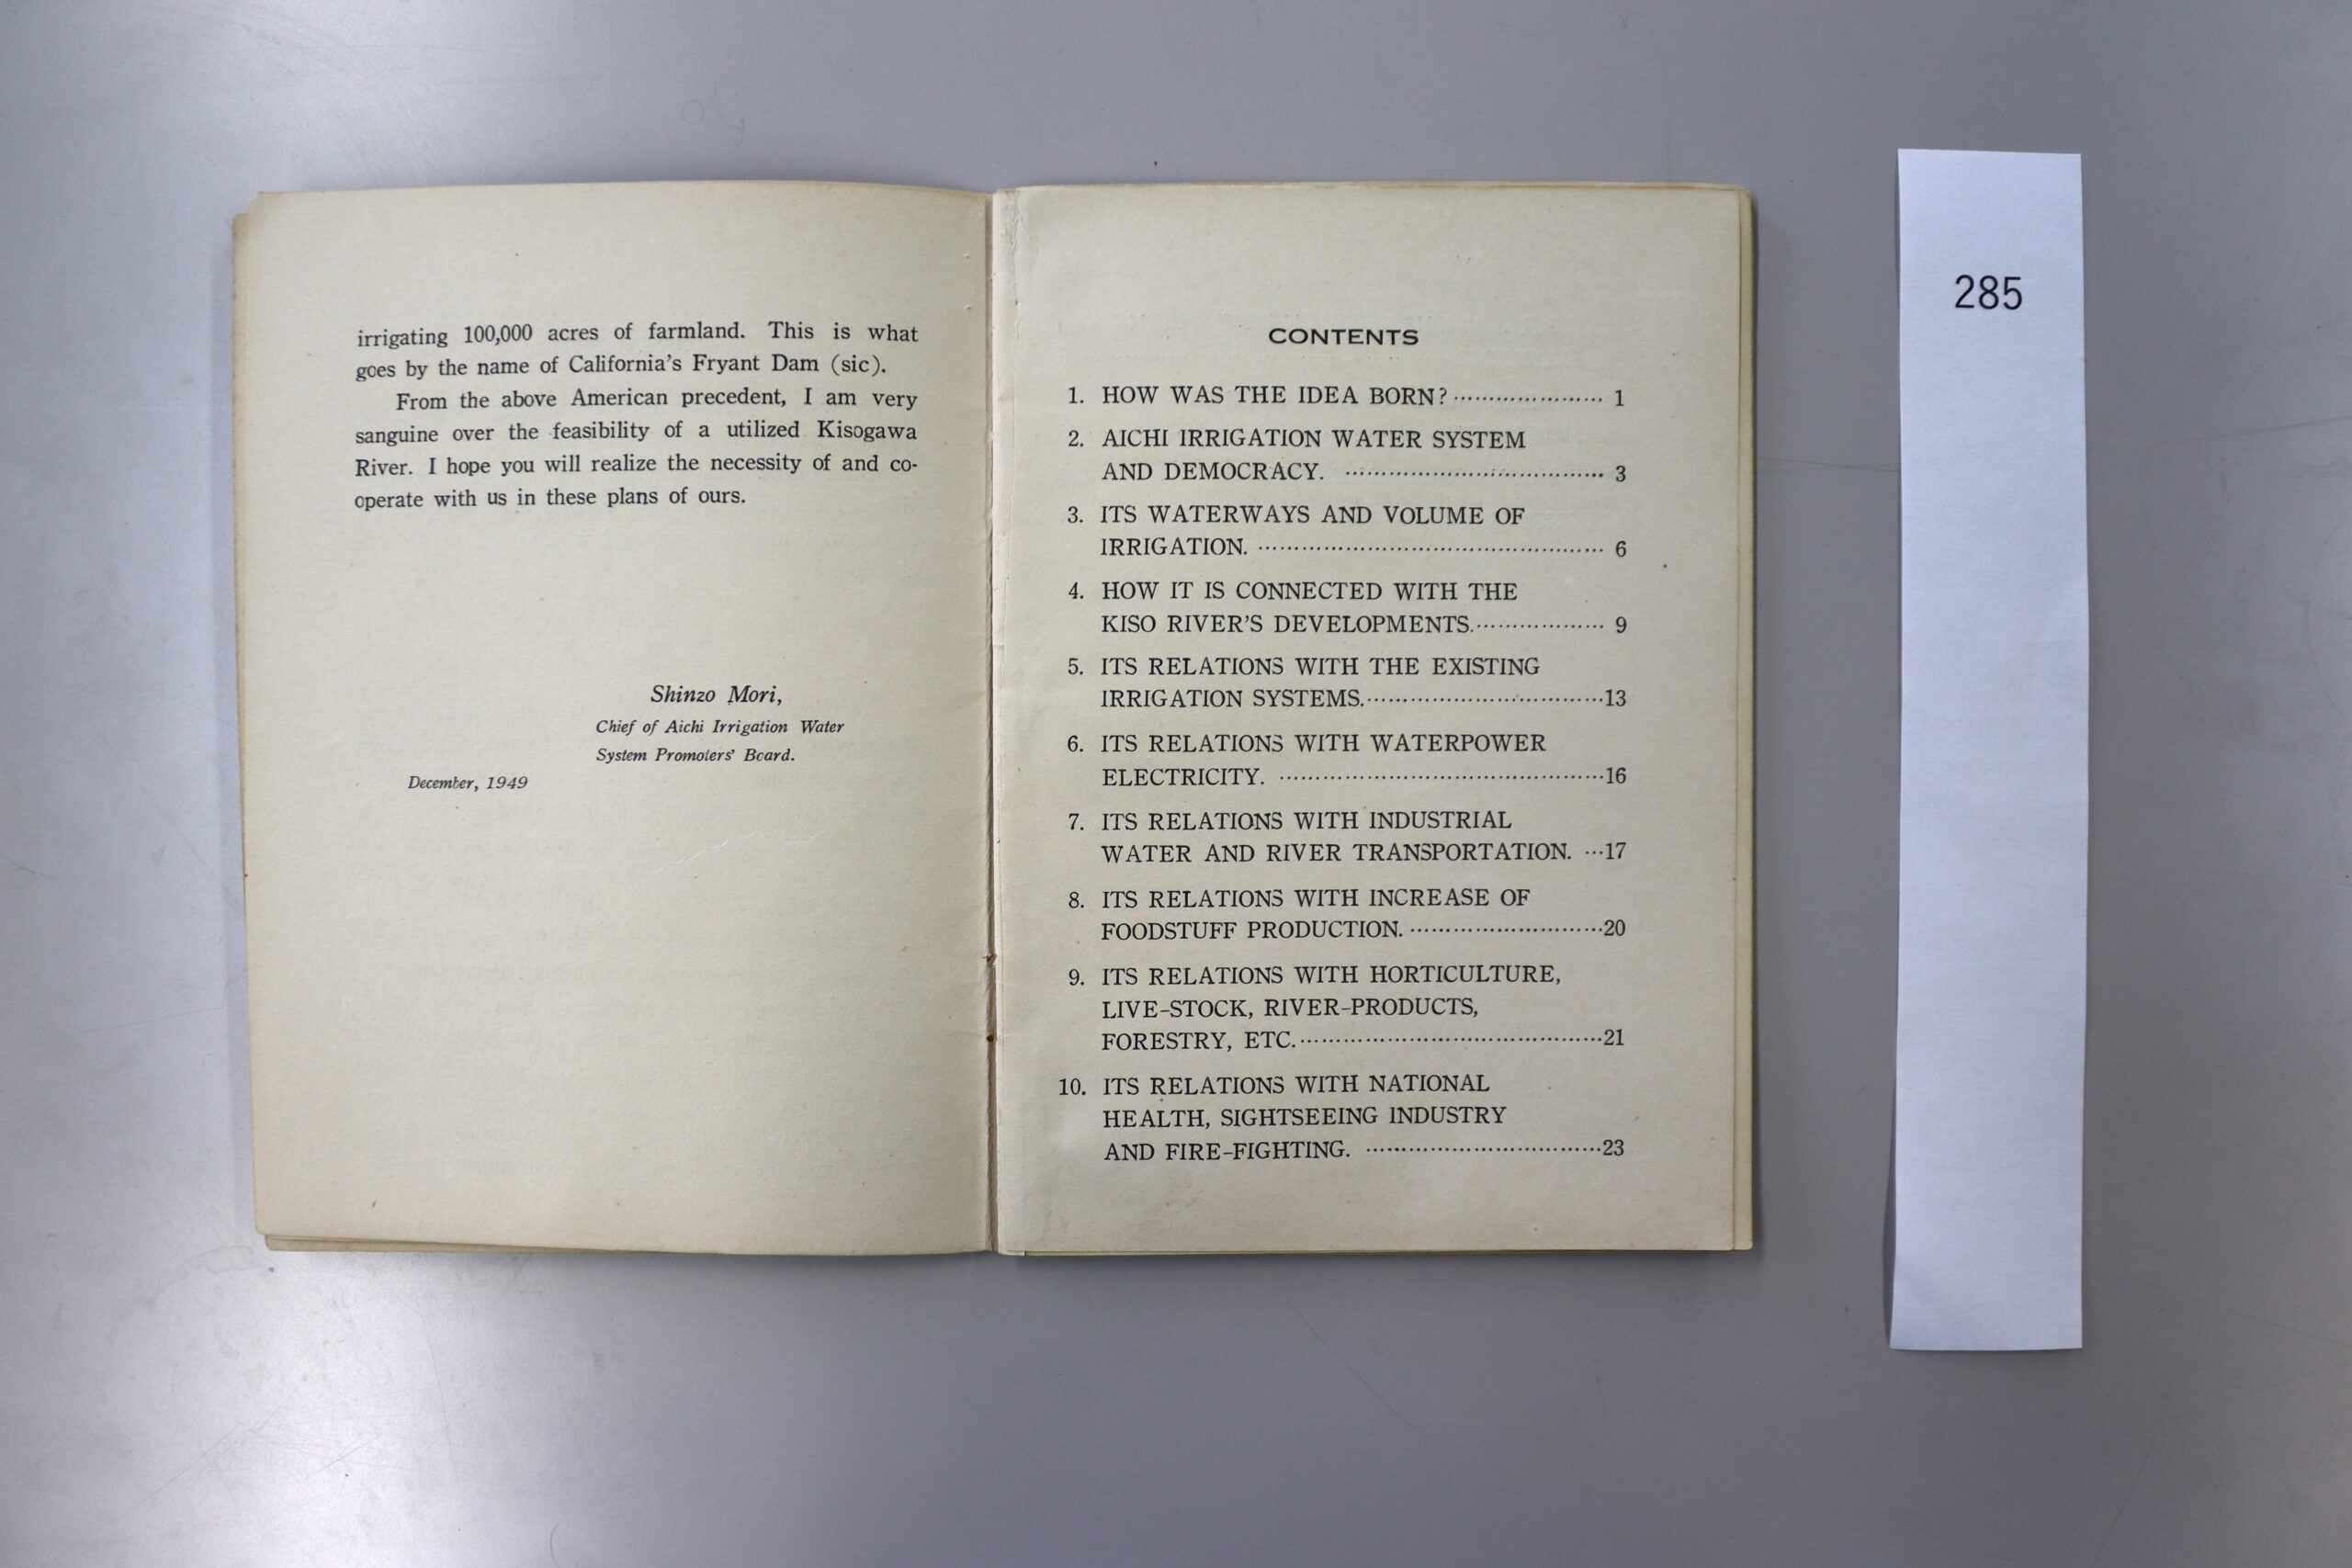 irrigating 100,000 acres of farmland. This is what
goes by the name of California's Fryant Dam (sic).
From the above American precedent, I am very
sanguine over the feasibility of a utilized Kisogawa
River. I hope you will realize the necessity of and co-
operate with us in these plans of ours.
Shinzo Mori,
Chief of Aichi Irrigation Water
System Promoters' Board.
December, 1949
CONTENTS
1. HOW WAS THE IDEA BORN? ........................ 1
2. AICHI IRRIGATION WATER SYSTEM
AND DEMOCRACY. ........................ 3
3. ITS WATERWAYS AND VOLUME OF
IRRIGATION. ........................ 6
4. HOW IT IS CONNECTED WITH THE
KISO RIVER'S DEVELOPMENTS. ........................ 9
5. ITS RELATIONS WITH THE EXISTING
IRRIGATION SYSTEMS. ........................ 13
6. ITS RELATIONS WITH WATERPOWER
ELECTRICITY. ........................ 16
7. ITS RELATIONS WITH INDUSTRIAL
WATER AND RIVER TRANSPORTATION. ... 17
8. ITS RELATIONS WITH INCREASE OF
FOODSTUFF PRODUCTION. ........................ 20
9. ITS RELATIONS WITH HORTICULTURE,
LIVE-STOCK, RIVER-PRODUCTS,
FORESTRY, ETC. ........................ 21
10. ITS RELATIONS WITH NATIONAL
HEALTH, SIGHTSEEING INDUSTRY
AND FIRE-FIGHTING. ........................ 23
285